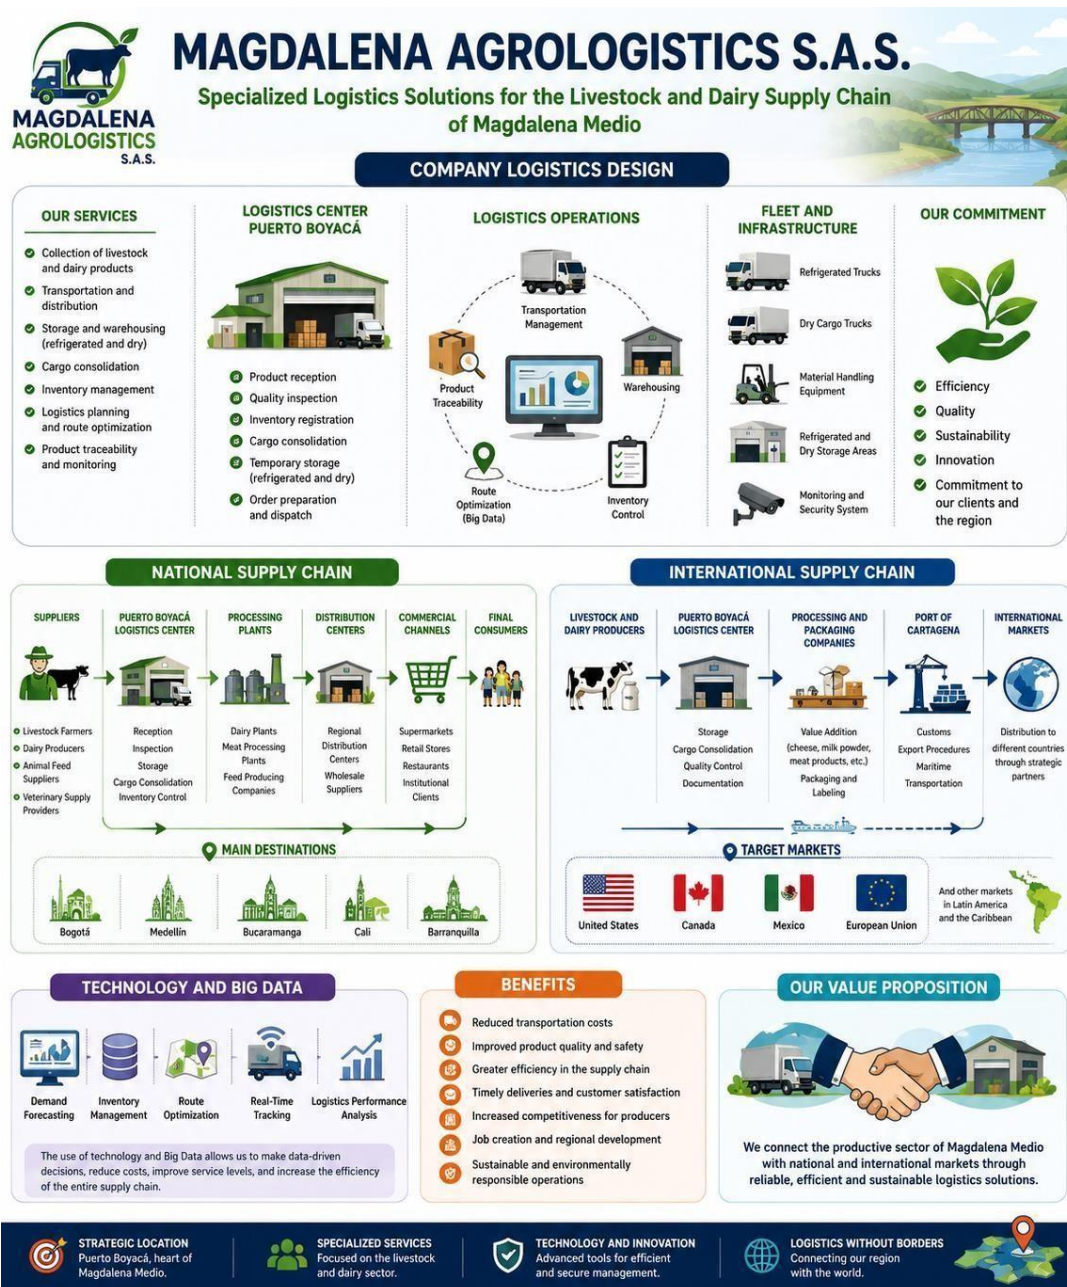 MAGDALENA
AGROLOGISTICS
S.A.S.
MAGDALENA AGROLOGISTICS S.A.S.
Specialized Logistics Solutions for the Livestock and Dairy Supply Chain
of Magdalena Medio
COMPANY LOGISTICS DESIGN
OUR SERVICES
Collection of livestock
and dairy products
Transportation and
distribution
Storage and warehousing
(refrigerated and dry)
Cargo consolidation
Inventory management
Logistics planning
and route optimization
Product traceability
and monitoring
LOGISTICS CENTER
PUERTO BOYACÁ
Product reception
Quality inspection
Inventory registration
Cargo consolidation
Temporary storage
(refrigerated and dry)
Order preparation
and dispatch
LOGISTICS OPERATIONS
Transportation
Management
Product
Traceability
Warehousing
Route
Optimization
(Big Data)
Inventory
Control
FLEET AND
INFRASTRUCTURE
Refrigerated Trucks
Dry Cargo Trucks
Material Handling
Equipment
Refrigerated and
Dry Storage Areas
Monitoring and
Security System
OUR COMMITMENT
Efficiency
Quality
Sustainability
Innovation
Commitment to
our clients and
the region
NATIONAL SUPPLY CHAIN
SUPPLIERS
Livestock Farmers
Dairy Producers
Animal Feed
Suppliers
Veterinary Supply
Providers
PUERTO BOYACÁ
LOGISTICS CENTER
Reception
Inspection
Storage
Cargo Consolidation
Inventory Control
PROCESSING
PLANTS
Dairy Plants
Meat Processing
Plants
Feed Producing
Companies
DISTRIBUTION
CENTERS
Regional
Distribution
Centers
Wholesale
Suppliers
COMMERCIAL
CHANNELS
Supermarkets
Retail Stores
Restaurants
Institutional
Clients
FINAL
CONSUMERS
MAIN DESTINATIONS
Bogotá
Medellín
Bucaramanga
Cali
Barranquilla
INTERNATIONAL SUPPLY CHAIN
LIVESTOCK AND
DAIRY PRODUCERS
PUERTO BOYACÁ
LOGISTICS CENTER
Storage
Cargo Consolidation
Quality Control
Documentation
PROCESSING AND
PACKAGING
COMPANIES
Value Addition
(cheese, milk powder,
meat products, etc.)
Packaging and
Labeling
PORT OF
CARTAGENA
Customs
Export Procedures
Maritime
Transportation
INTERNATIONAL
MARKETS
Distribution to
different countries
through strategic
partners
TARGET MARKETS
United States
Canada
Mexico
European Union
And other markets
in Latin America
and the Caribbean
TECHNOLOGY AND BIG DATA
Demand
Forecasting
Inventory
Management
Route
Optimization
Real-Time
Tracking
Logistics Performance
Analysis
The use of technology and Big Data allows us to make data-driven
decisions, reduce costs, improve service levels, and increase the efficiency
of the entire supply chain.
BENEFITS
Reduced transportation costs
Improved product quality and safety
Greater efficiency in the supply chain
Timely deliveries and customer satisfaction
Increased competitiveness for producers
Job creation and regional development
Sustainable and environmentally
responsible operations
OUR VALUE PROPOSITION
We connect the productive sector of Magdalena Medio
with national and international markets through
reliable, efficient and sustainable logistics solutions.
STRATEGIC LOCATION
Puerto Boyacá, heart of
Magdalena Medio.
SPECIALIZED SERVICES
Focused on the livestock
and dairy sector.
TECHNOLOGY AND INNOVATION
Advanced tools for efficient
and secure management.
LOGISTICS WITHOUT BORDERS
Connecting our region
with the world.